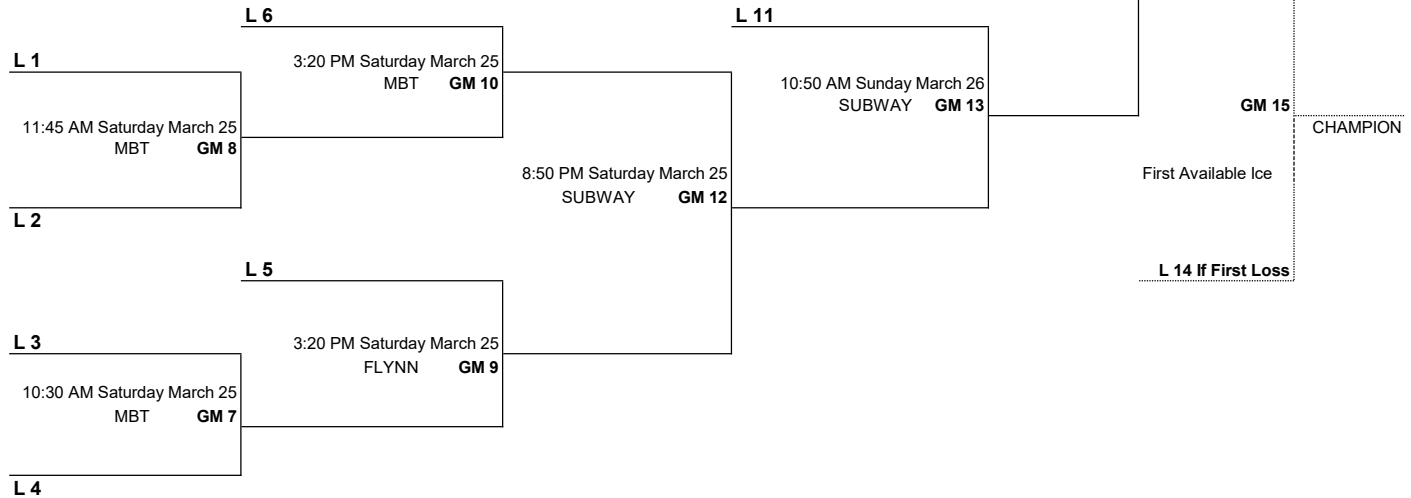 L 6
L 11
L 1
3:20 PM Saturday March 25
MBT GM 10
10:50 AM Sunday March 26
SUBWAY GM 13
GM 15
11:45 AM Saturday March 25
MBT GM 8
CHAMPION
8:50 PM Saturday March 25
SUBWAY GM 12
First Available Ice
L 2
L 5
L 14 If First Loss
L 3
3:20 PM Saturday March 25
FLYNN GM 9
10:30 AM Saturday March 25
MBT GM 7
L 4